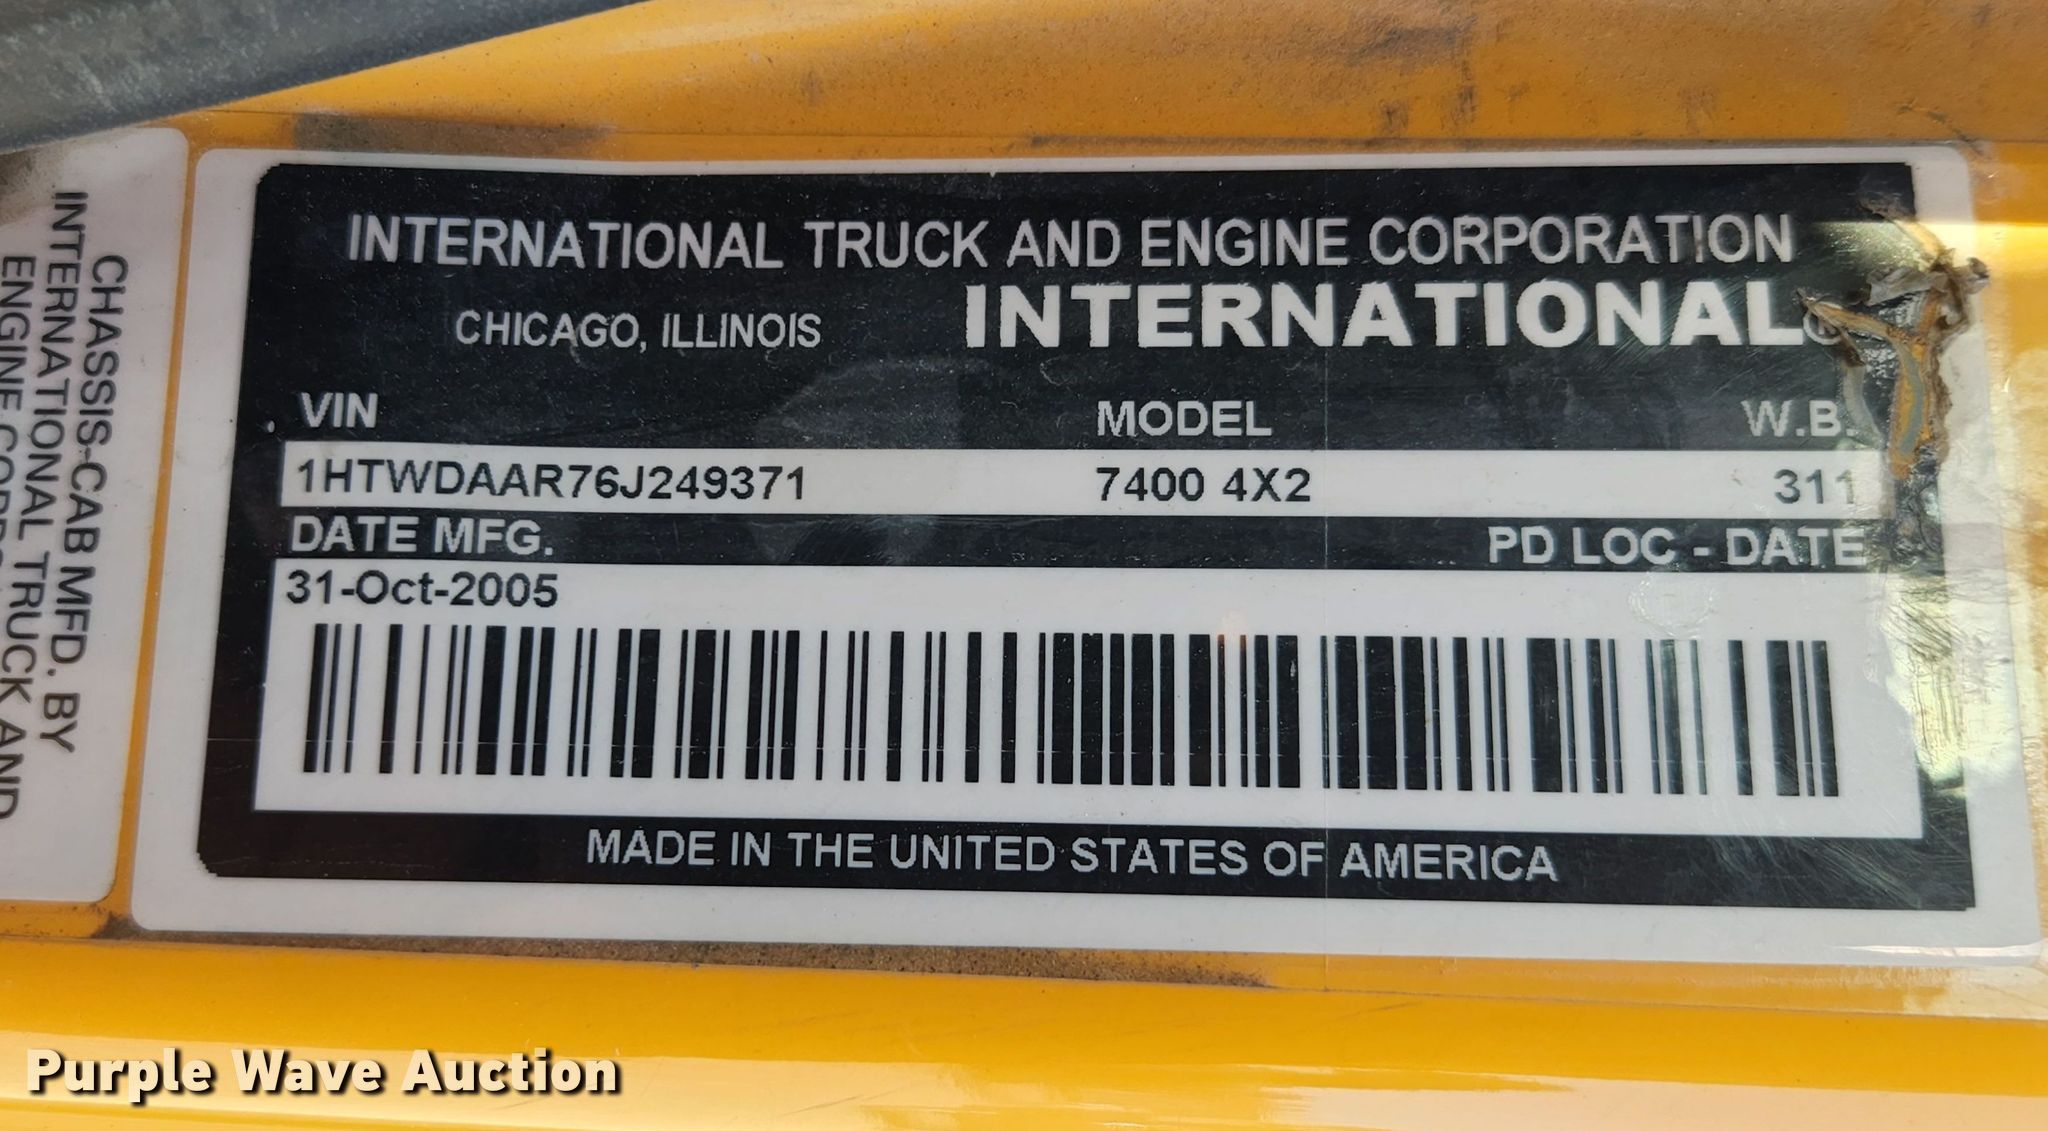 INTERNATIONAL TRUCK AND ENGINE CORPORATION
CHICAGO, ILLINOIS INTERNATIONAL®
VIN MODEL W.B.
1HTWDAAR76J249371 7400 4X2 311
DATE MFG. PD LOC - DATE
31-Oct-2005
MADE IN THE UNITED STATES OF AMERICA
CHASSIS-CAB MFD. BY
INTERNATIONAL TRUCK AND
ENGINE
Purple Wave Auction